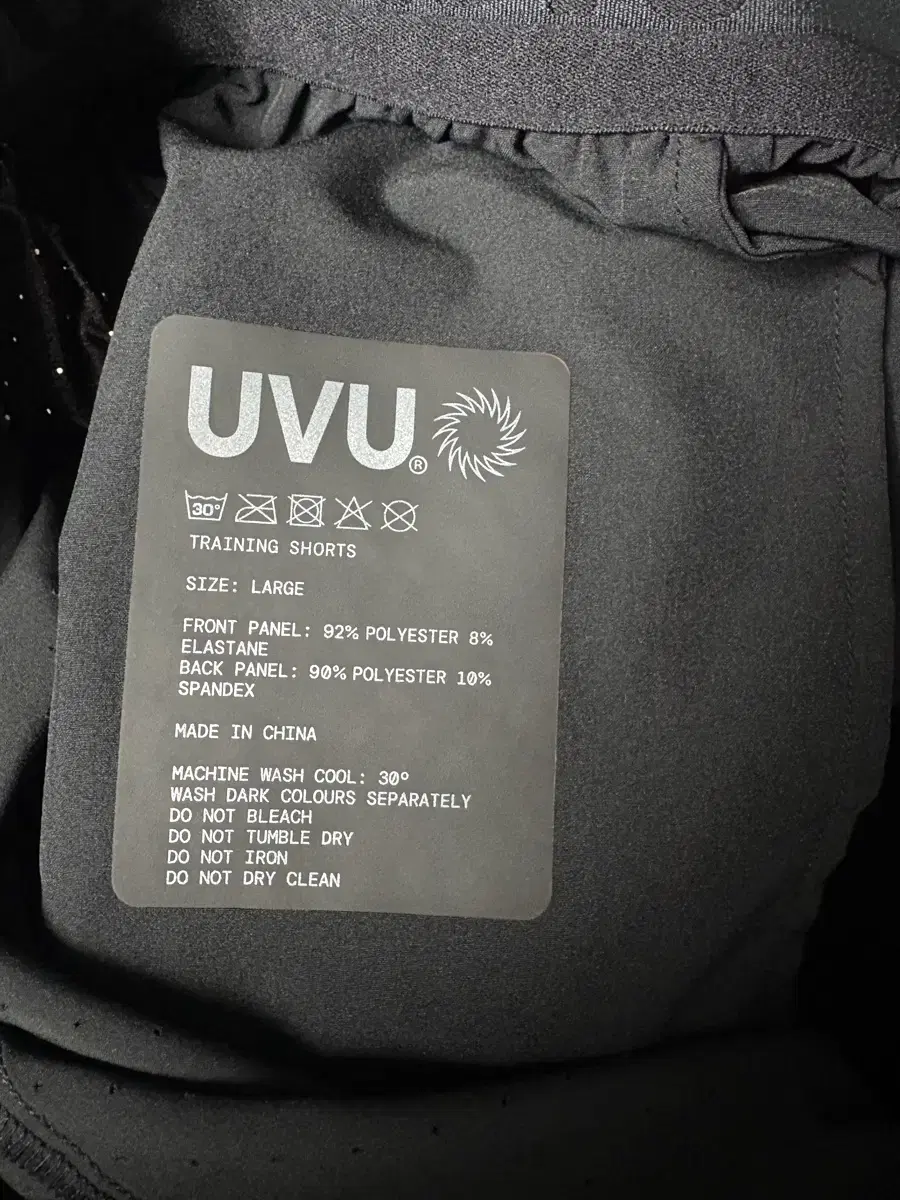 UVU®
30°
TRAINING SHORTS
SIZE: LARGE
FRONT PANEL: 92% POLYESTER 8%
ELASTANE
BACK PANEL: 90% POLYESTER 10%
SPANDEX
MADE IN CHINA
MACHINE WASH COOL: 30º
WASH DARK COLOURS SEPARATELY
DO NOT BLEACH
DO NOT TUMBLE DRY
DO NOT IRON
DO NOT DRY CLEAN